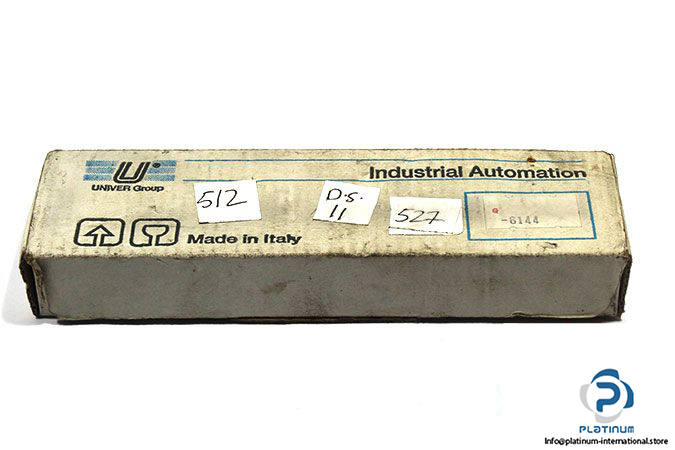 U
UNIVER Group
Industrial Automation
512
D.S.
11
527
-6144
Made in Italy
P
PLATINUM
Info@platinum-international.store